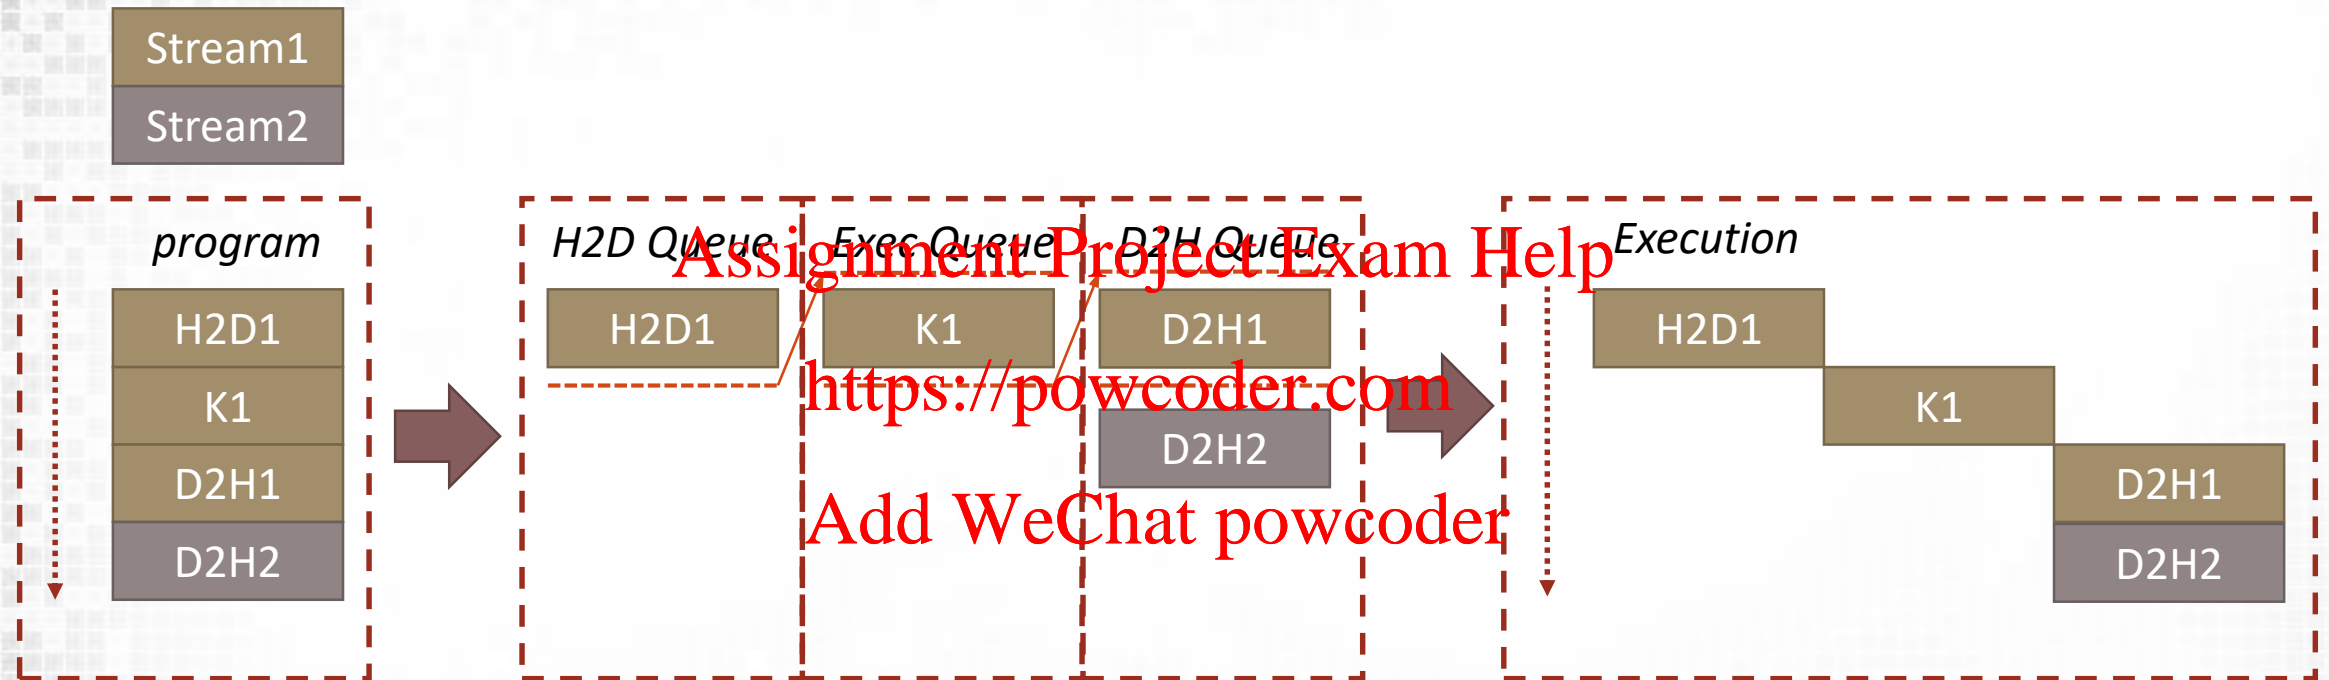 Stream1
Stream2
program
H2D Queue
Exec Queue
D2H Queue
Execution
Assignment Project Exam Help
H2D1
K1
D2H1
D2H2
H2D1
K1
D2H1
D2H2
H2D1
K1
D2H1
D2H2
https://powcoder.com
Add WeChat powcoder